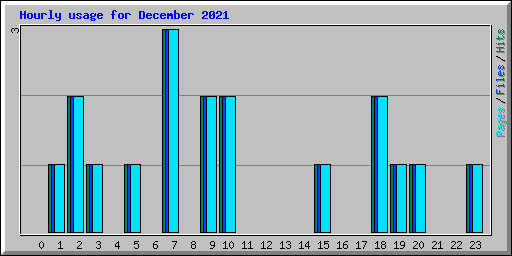 Hourly usage for December 2021
3
Pages/Files/Hits
0 1 2 3 4 5 6 7 8 9 10 11 12 13 14 15 16 17 18 19 20 21 22 23